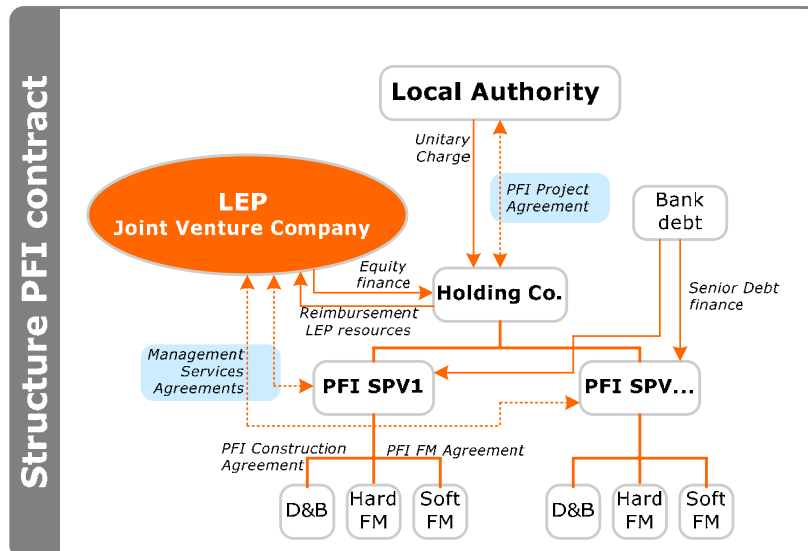 Structure PFI contract
Local Authority
Unitary
Charge
PFI Project
Agreement
LEP
Joint Venture Company
Bank
debt
Equity
finance
Holding Co.
Senior Debt
finance
Reimbursement
LEP resources
Management
Services
Agreements
PFI SPV1
PFI SPV...
PFI Construction
Agreement
PFI FM Agreement
D&B
Hard
FM
Soft
FM
D&B
Hard
FM
Soft
FM